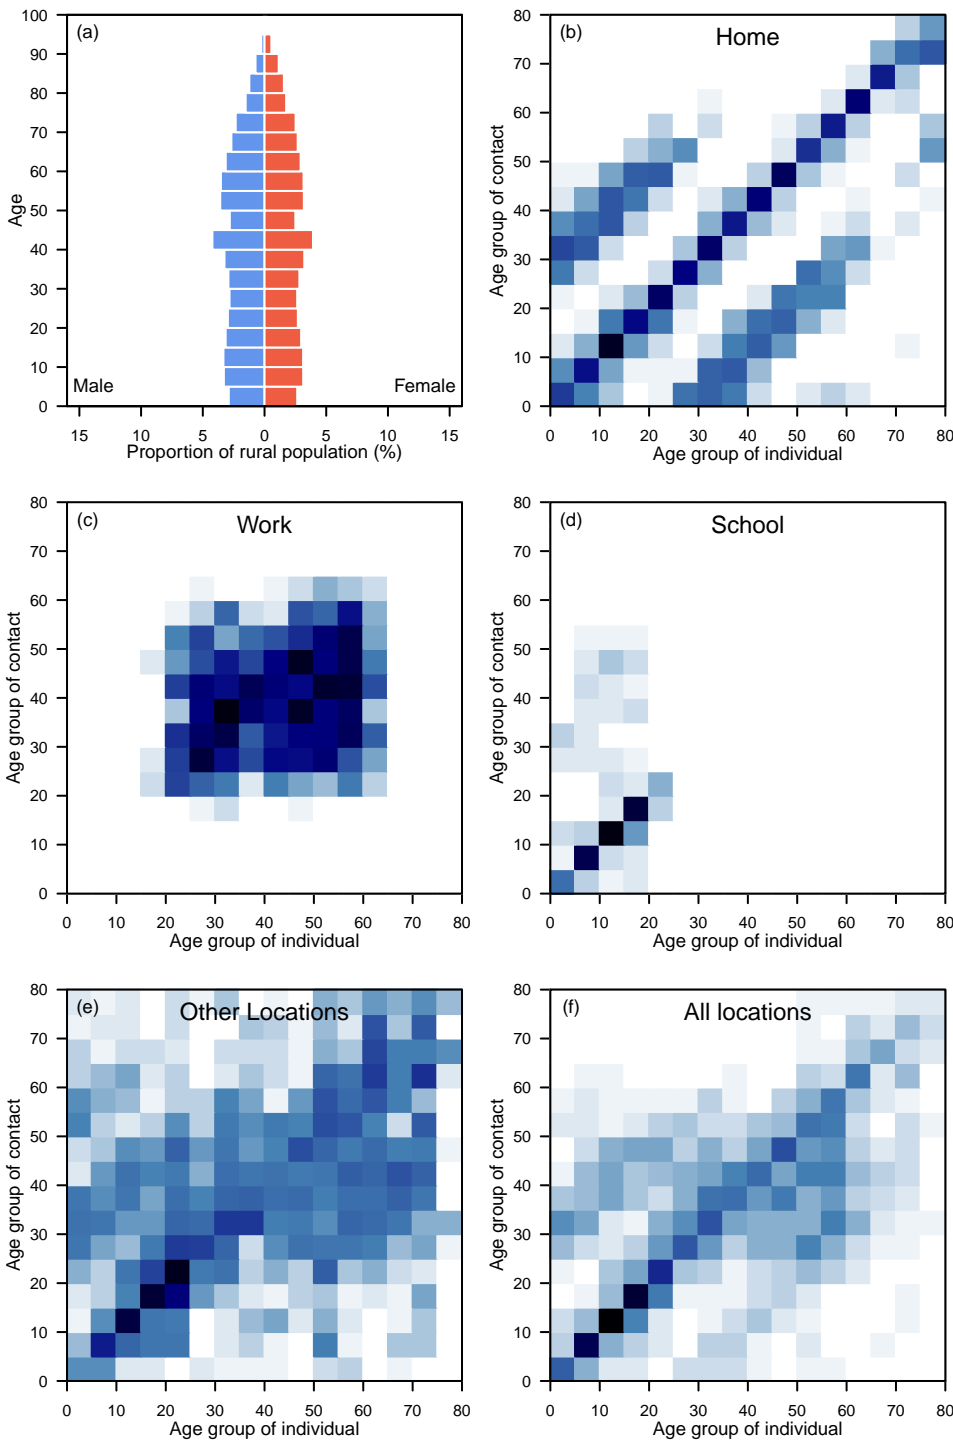 (a)
100
90
80
70
60
50
40
30
20
10
0
Age
Male
Female
15 10 5 0 5 10 15
Proportion of rural population (%)
(b)
Home
80
70
60
50
40
30
20
10
0
Age group of contact
0 10 20 30 40 50 60 70 80
Age group of individual
(c)
Work
80
70
60
50
40
30
20
10
0
Age group of contact
0 10 20 30 40 50 60 70 80
Age group of individual
(d)
School
80
70
60
50
40
30
20
10
0
Age group of contact
0 10 20 30 40 50 60 70 80
Age group of individual
(e)
Other Locations
80
70
60
50
40
30
20
10
0
Age group of contact
0 10 20 30 40 50 60 70 80
Age group of individual
(f)
All locations
80
70
60
50
40
30
20
10
0
Age group of contact
0 10 20 30 40 50 60 70 80
Age group of individual